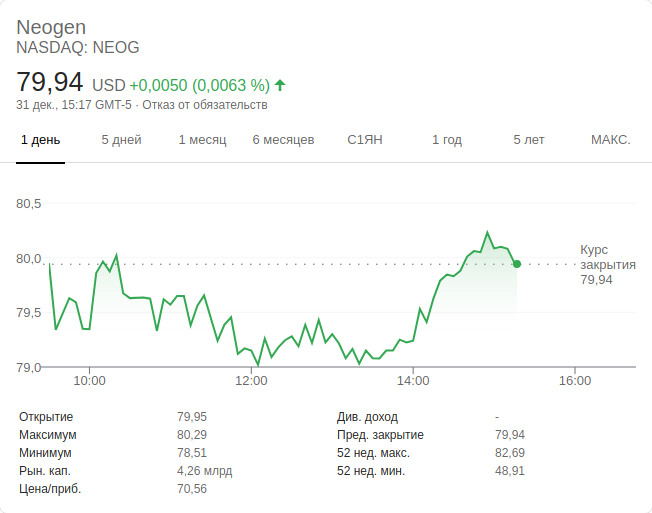 Neogen
NASDAQ: NEOG
79,94 USD +0,0050 (0,0063 %)
31 дек., 15:17 GMT-5 · Отказ от обязательств
1 день 5 дней 1 месяц 6 месяцев С1ЯН 1 год 5 лет МАКС.
80,5
80,0
79,5
79,0
Курс
закрытия
79,94
10:00 12:00 14:00 16:00
Открытие 79,95 Див. доход -
Максимум 80,29 Пред. закрытие 79,94
Минимум 78,51 52 нед. макс. 82,69
Рын. кап. 4,26 млрд 52 нед. мин. 48,91
Цена/приб. 70,56